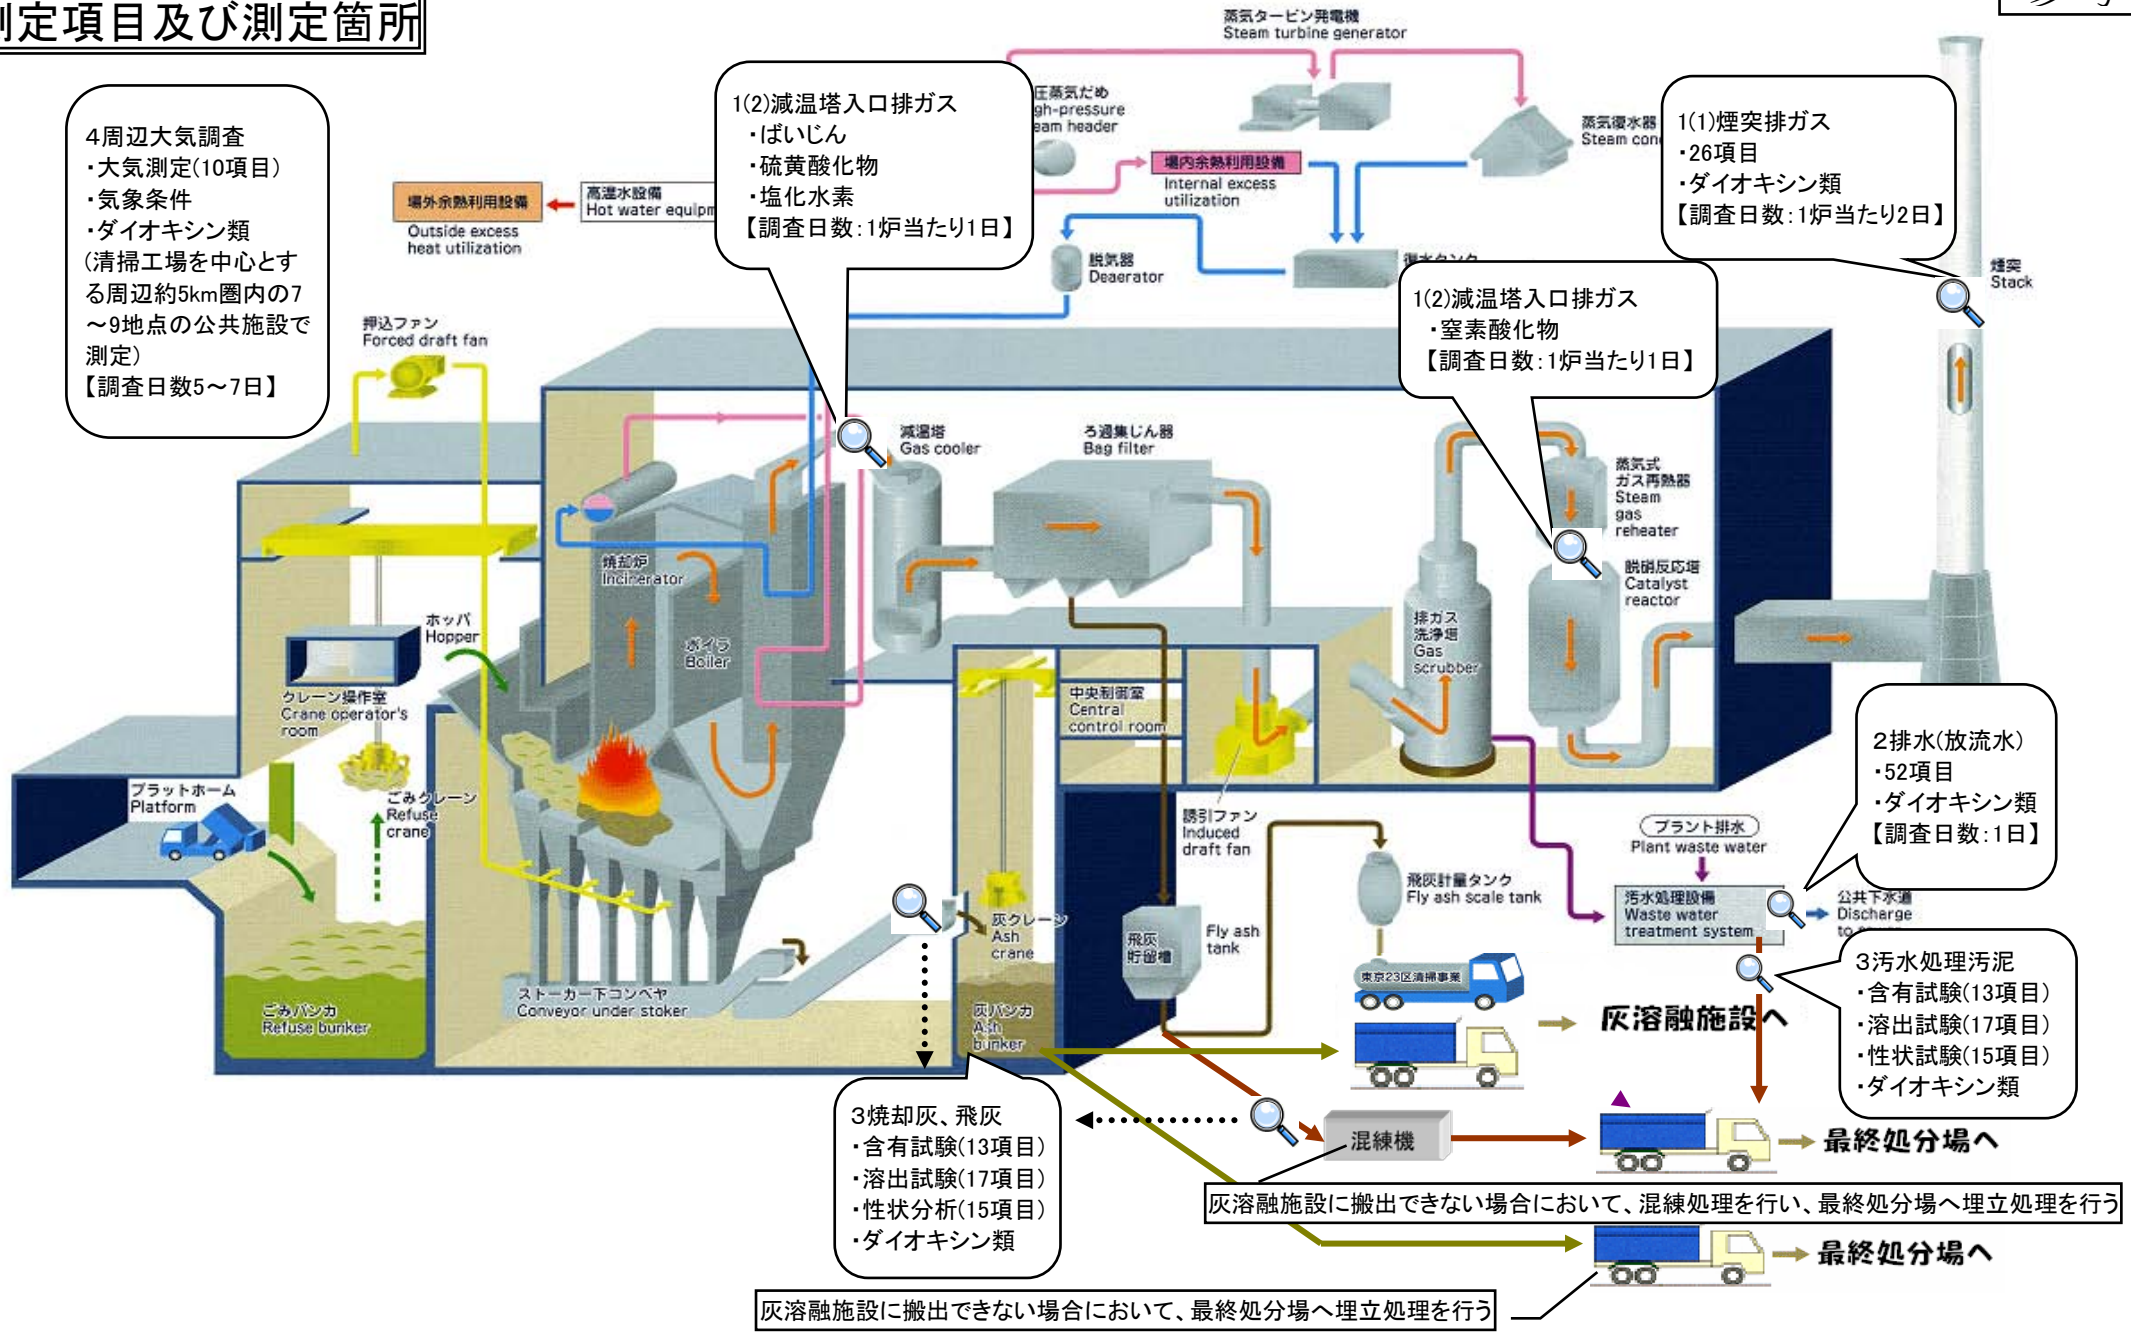 定項目及び測定箇所
蒸気タービン発電機
Steam turbine generator
4周辺大気調査
・大気測定(10項目)
・気象条件
・ダイオキシン類
(清掃工場を中心とす
る周辺約5km圏内の7
～9地点の公共施設で
測定)
【調査日数5～7日】
1(2)減温塔入口排ガス
・ばいじん
・硫黄酸化物
・塩化水素
【調査日数：1炉当たり1日】
圧蒸気だめ
gh-pressure
eam header
蒸気復水器
Steam con
1(1)煙突排ガス
・26項目
・ダイオキシン類
【調査日数：1炉当たり2日】
場外余熱利用設備
Outside excess
heat utilization
高温水設備
Hot water equipm
場内余熱利用設備
Internal excess
utilization
脱気器
Deaerator
復水タンク
煙突
Stack
1(2)減温塔入口排ガス
・窒素酸化物
【調査日数：1炉当たり1日】
押込ファン
Forced draft fan
減温塔
Gas cooler
ろ過集じん器
Bag filter
蒸気式
ガス再熱器
Steam
gas
reheater
脱硝反応塔
Catalyst
reactor
焼却炉
Incinerator
ホッパ
Hopper
ボイラ
Boiler
排ガス
洗浄塔
Gas
scrubber
クレーン操作室
Crane operator's
room
中央制御室
Central
control room
プラットホーム
Platform
ごみクレーン
Refuse
crane
誘引ファン
Induced
draft fan
プラント排水
Plant waste water
2排水(放流水)
・52項目
・ダイオキシン類
【調査日数：1日】
飛灰計量タンク
Fly ash scale tank
汚水処理設備
Waste water
treatment system
公共下水道
Discharge
to
灰クレーン
Ash
crane
飛灰
貯留槽
Fly ash
tank
東京23区清掃事業
灰溶融施設へ
3汚水処理汚泥
・含有試験(13項目)
・溶出試験(17項目)
・性状試験(15項目)
・ダイオキシン類
ごみバンカ
Refuse bunker
ストーカー下コンベヤ
Conveyor under stoker
灰バンカ
Ash
bunker
3焼却灰、飛灰
・含有試験(13項目)
・溶出試験(17項目)
・性状分析(15項目)
・ダイオキシン類
混練機
最終処分場へ
灰溶融施設に搬出できない場合において、混練処理を行い、最終処分場へ埋立処理を行う
最終処分場へ
灰溶融施設に搬出できない場合において、最終処分場へ埋立処理を行う